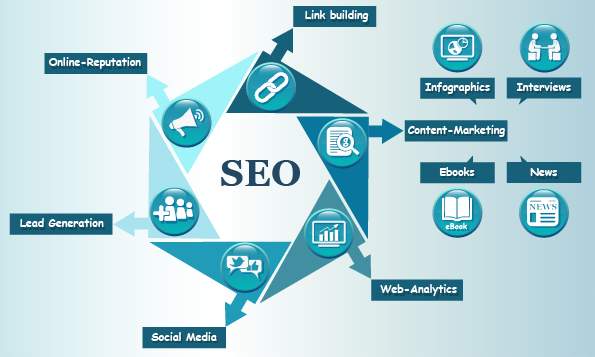 Link building
Online-Reputation
Infographics
Interviews
SEO
Content-Marketing
Ebooks
News
eBook
NEWS
Lead Generation
Web-Analytics
Social Media